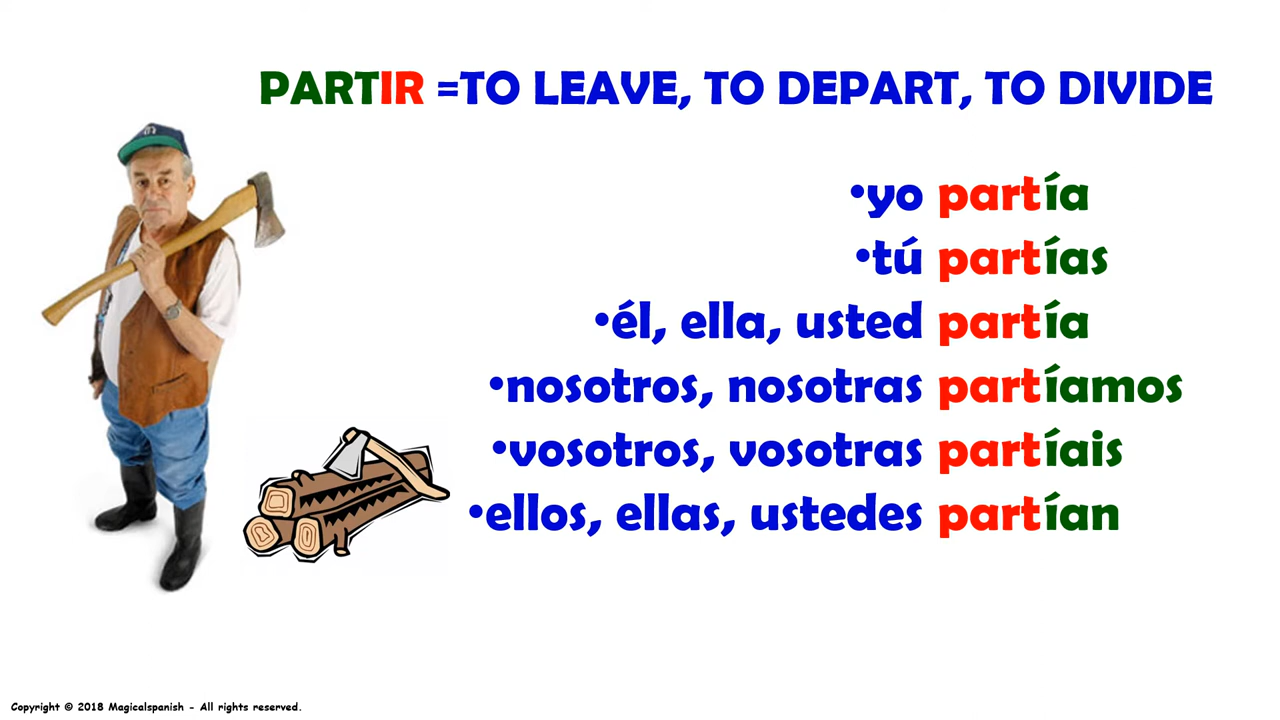 PARTIR =TO LEAVE, TO DEPART, TO DIVIDE
•yo partía
•tú partías
•él, ella, usted partía
•nosotros, nosotras partíamos
•vosotros, vosotras partíais
•ellos, ellas, ustedes partían
Copyright © 2018 Magicalspanish - All rights reserved.